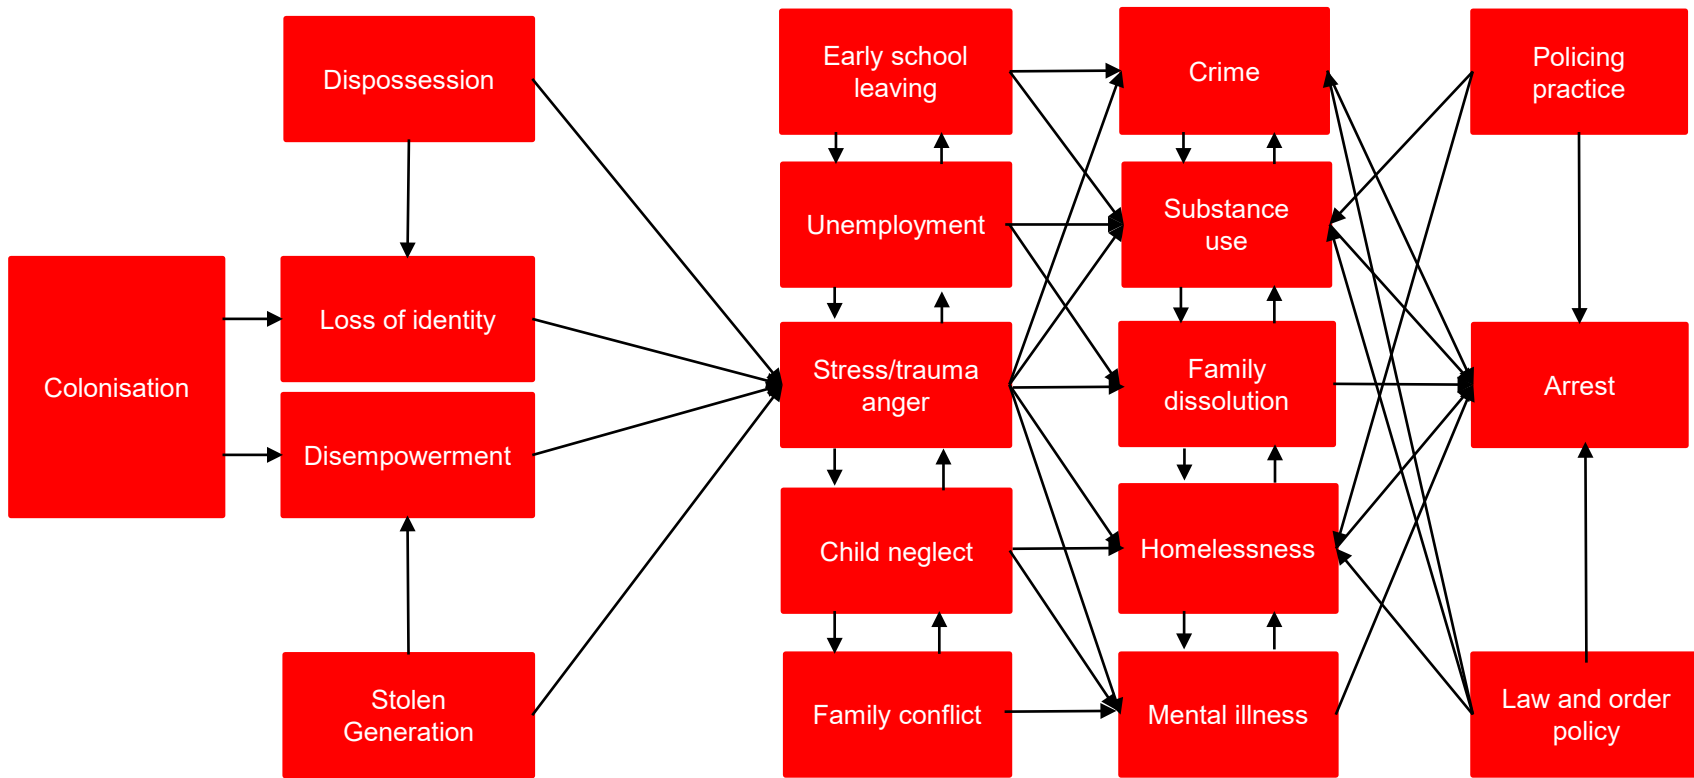 Colonisation
Dispossession
Loss of identity
Disempowerment
Stolen
Generation
Early school
leaving
Unemployment
Stress/trauma
anger
Child neglect
Family conflict
Crime
Substance
use
Family
dissolution
Homelessness
Mental illness
Policing
practice
Arrest
Law and order
policy